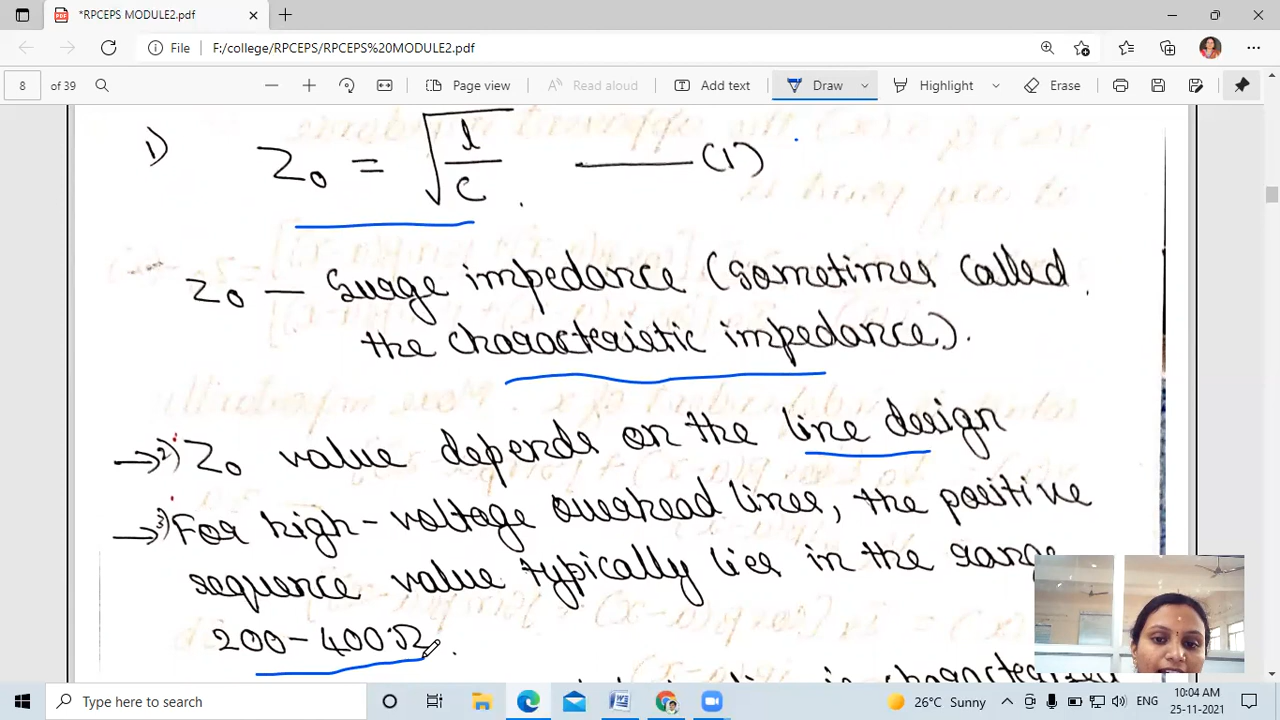 *RPCEPS MODULE2.pdf
File F:/college/RPCEPS/RPCEPS%20MODULE2.pdf
8 of 39 Page view Read aloud Add text Draw Highlight Erase
1) Z0 = √(l/c) ——— (1)
Z0 — Surge impedance (sometimes called
the characteristic impedance).
→ 2) Z0 value depends on the line design
→ 3) For high-voltage overhead lines, the positive
sequence value typically lies in the range
200-400Ω.
Type here to search
26°C Sunny
ENG
10:04 AM
25-11-2021